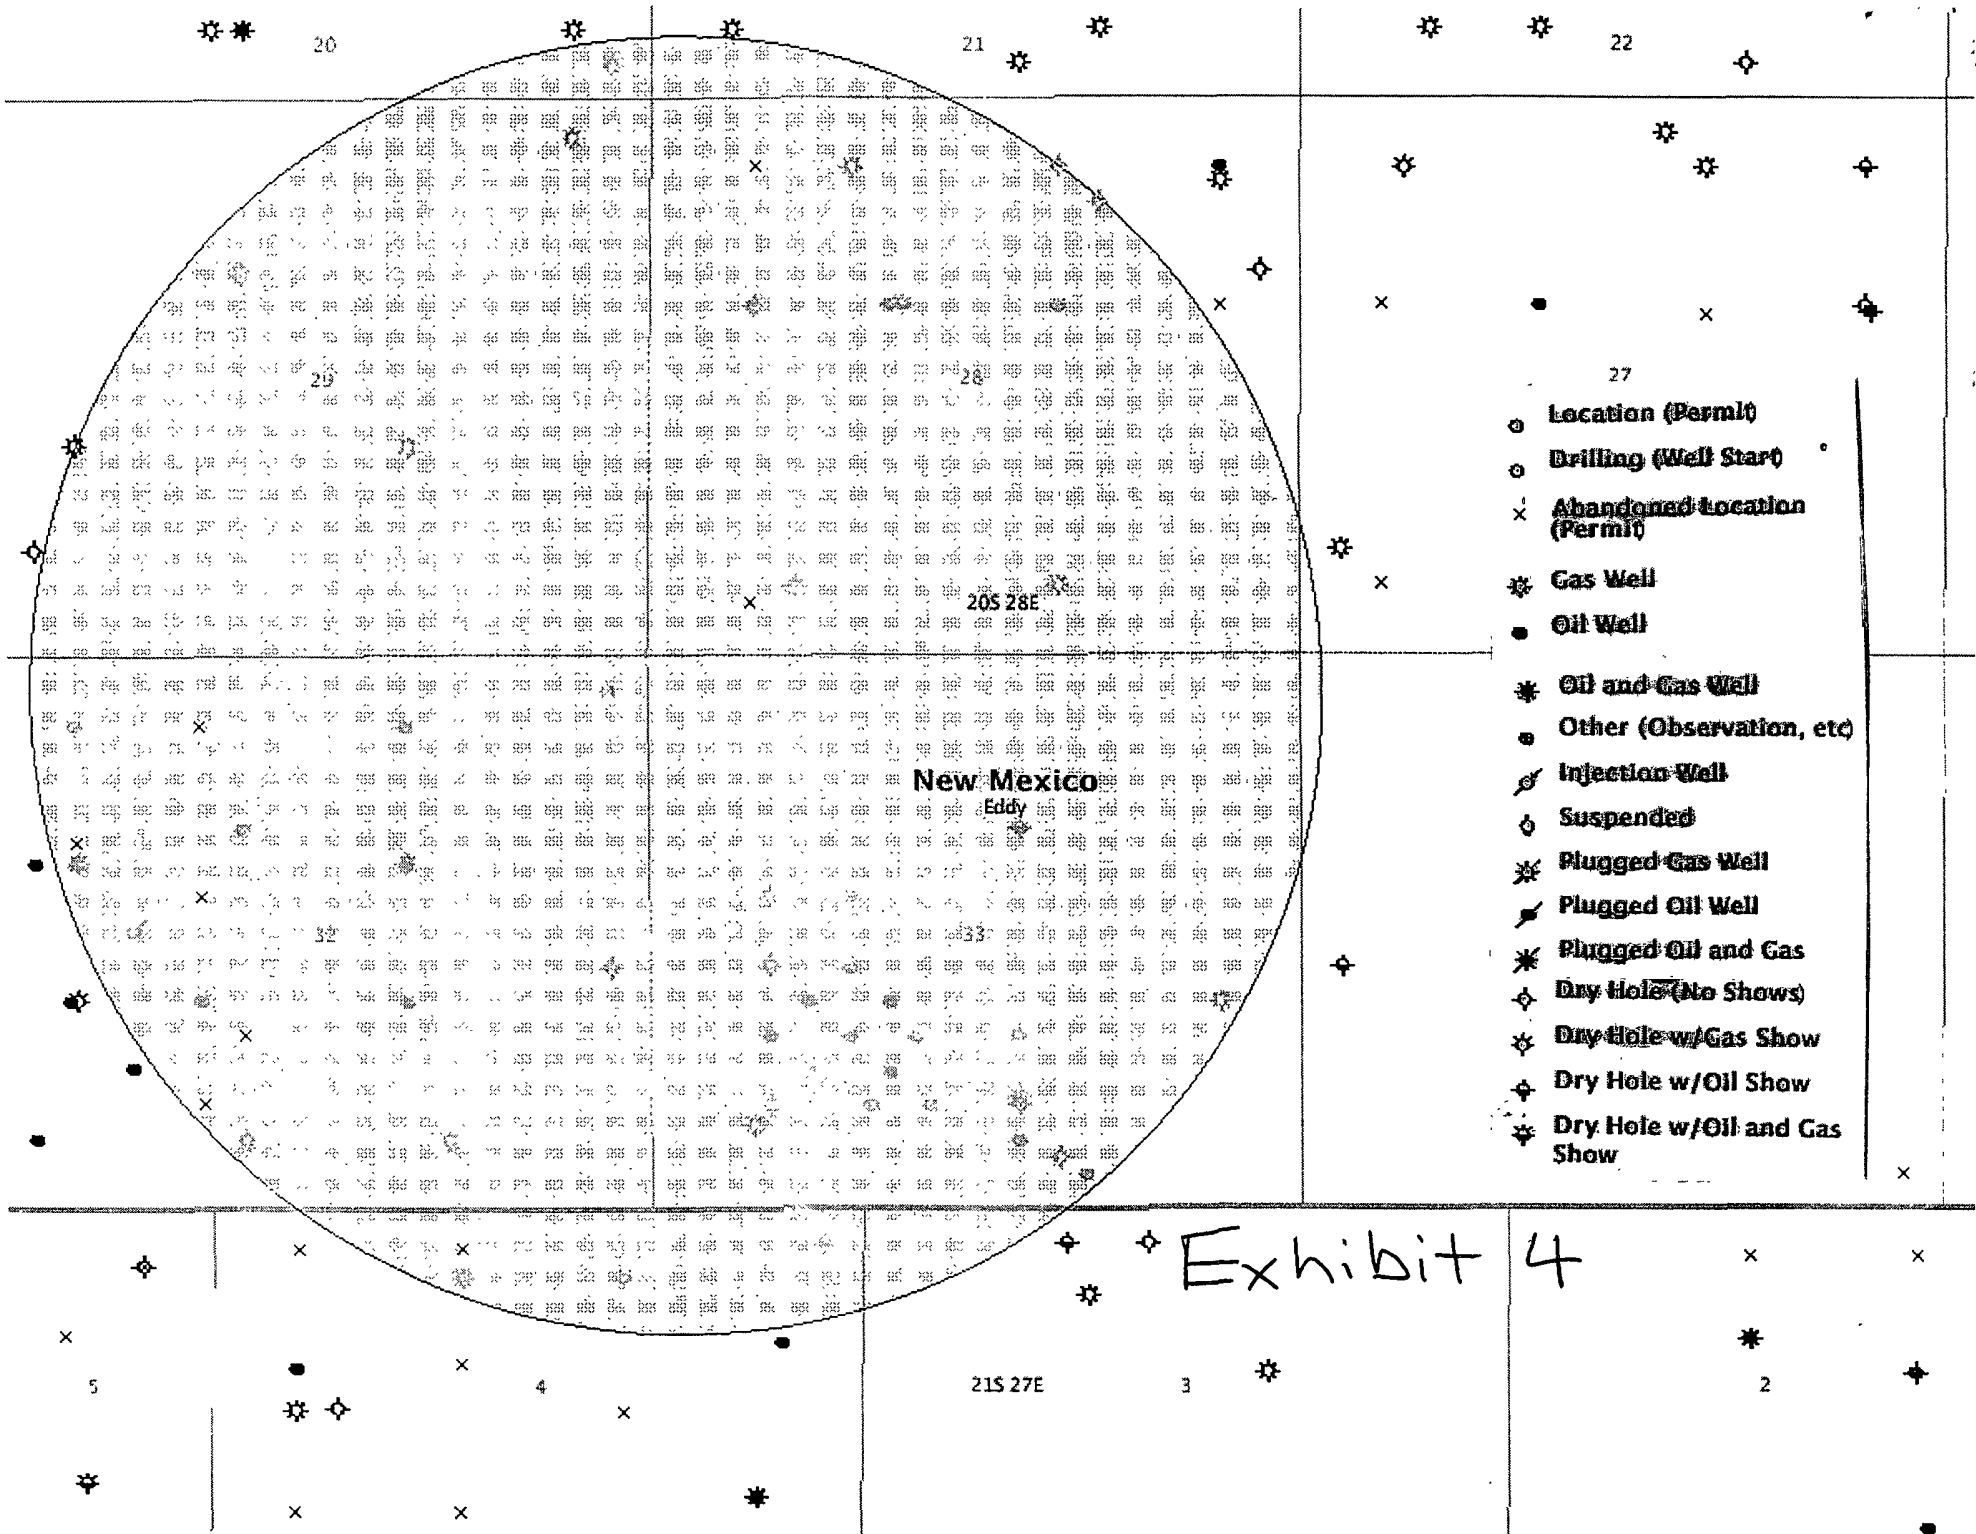 20
21
22
29
28
27
20S 28E
New Mexico
Eddy
32
33
Location (Permit)
Drilling (Well Start)
Abandoned Location
(Permit)
Gas Well
Oil Well
Oil and Gas Well
Other (Observation, etc)
Injection Well
Suspended
Plugged Gas Well
Plugged Oil Well
Plugged Oil and Gas
Dry Hole (No Shows)
Dry Hole w/Gas Show
Dry Hole w/Oil Show
Dry Hole w/Oil and Gas
Show
Exhibit 4
5
4
21S 27E
3
2